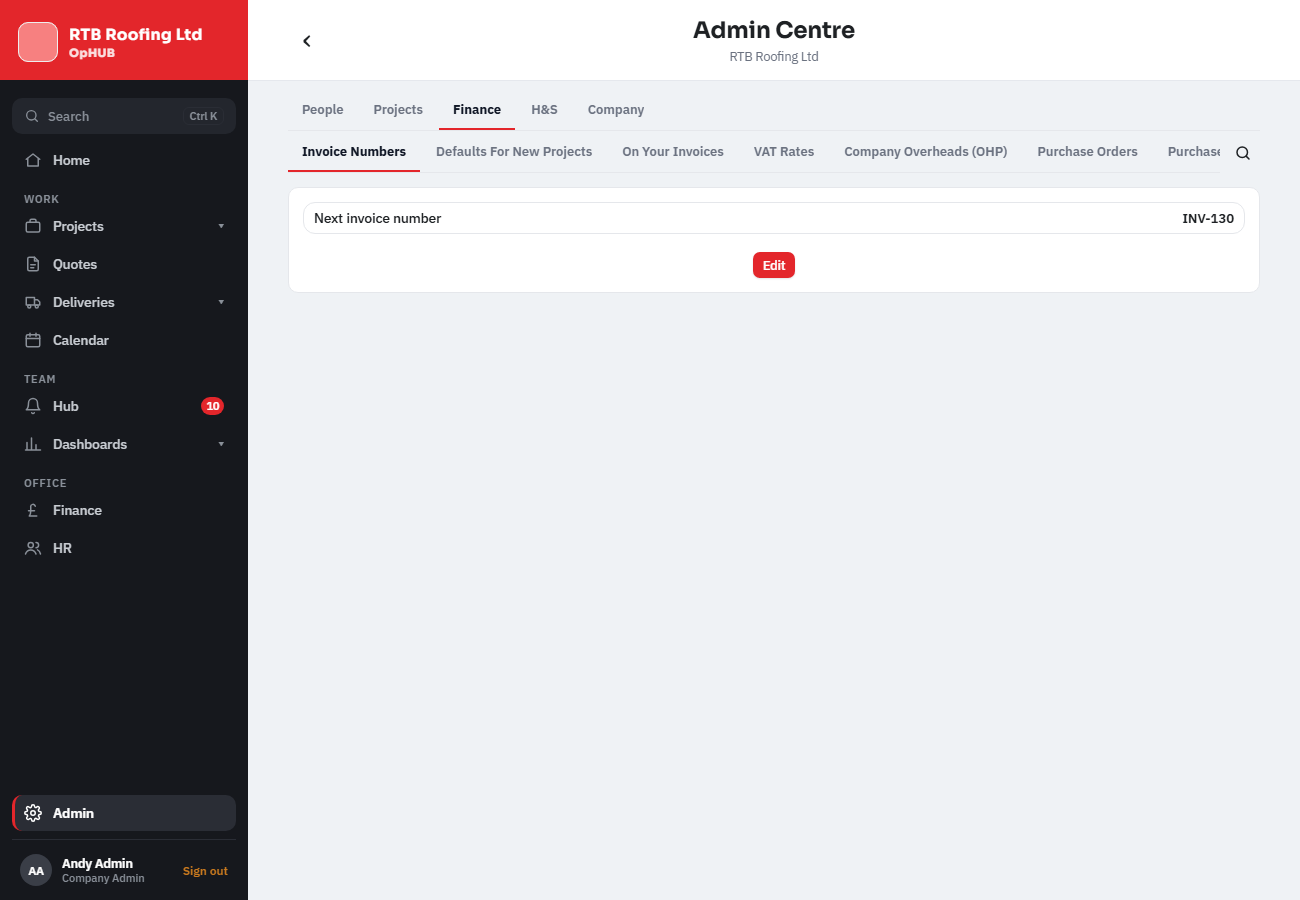 RTB Roofing Ltd
OpHUB
Search Ctrl K
Home
WORK
Projects
Quotes
Deliveries
Calendar
TEAM
Hub 10
Dashboards
OFFICE
Finance
HR
Admin
AA
Andy Admin
Company Admin
Sign out
Admin Centre
RTB Roofing Ltd
People Projects Finance H&S Company
Invoice Numbers Defaults For New Projects On Your Invoices VAT Rates Company Overheads (OHP) Purchase Orders Purchase
Next invoice number INV-130
Edit